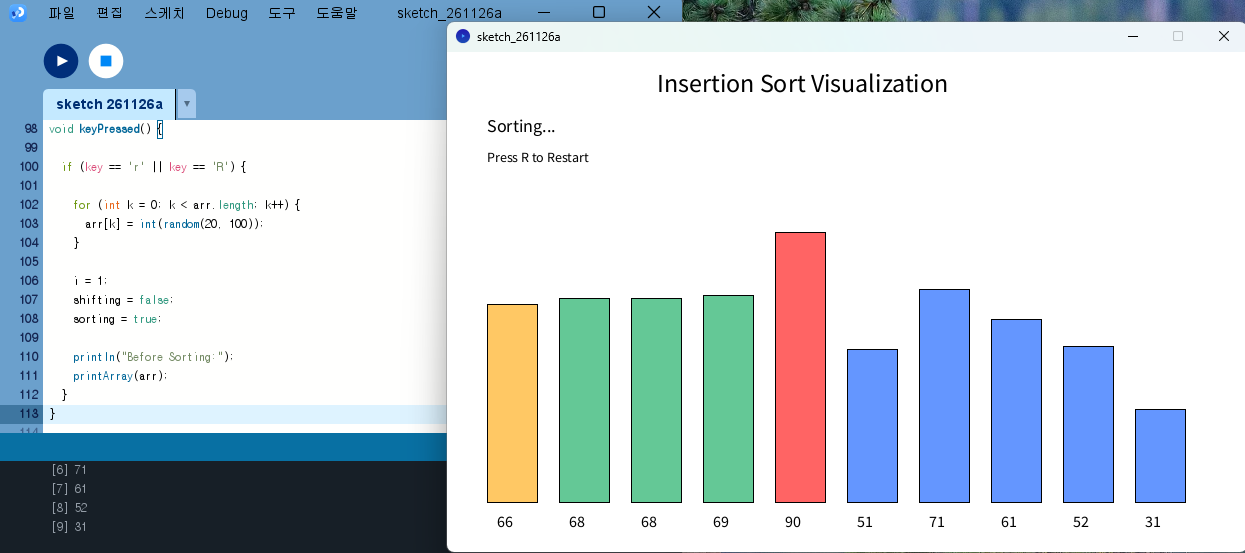 파일 편집 스케치 Debug 도구 도움말 sketch_261126a
sketch 261126a
98 void keyPressed() {
99
100 if (key == 'r' || key == 'R') {
101
102 for (int k = 0; k < arr.length; k++) {
103 arr[k] = int(random(20, 100));
104 }
105
106 i = 1;
107 shifting = false;
108 sorting = true;
109
110 println("Before Sorting:");
111 printArray(arr);
112 }
113 }
114
[6] 71
[7] 61
[8] 52
[9] 31
sketch_261126a
Insertion Sort Visualization
Sorting...
Press R to Restart
66 68 68 69 90 51 71 61 52 31